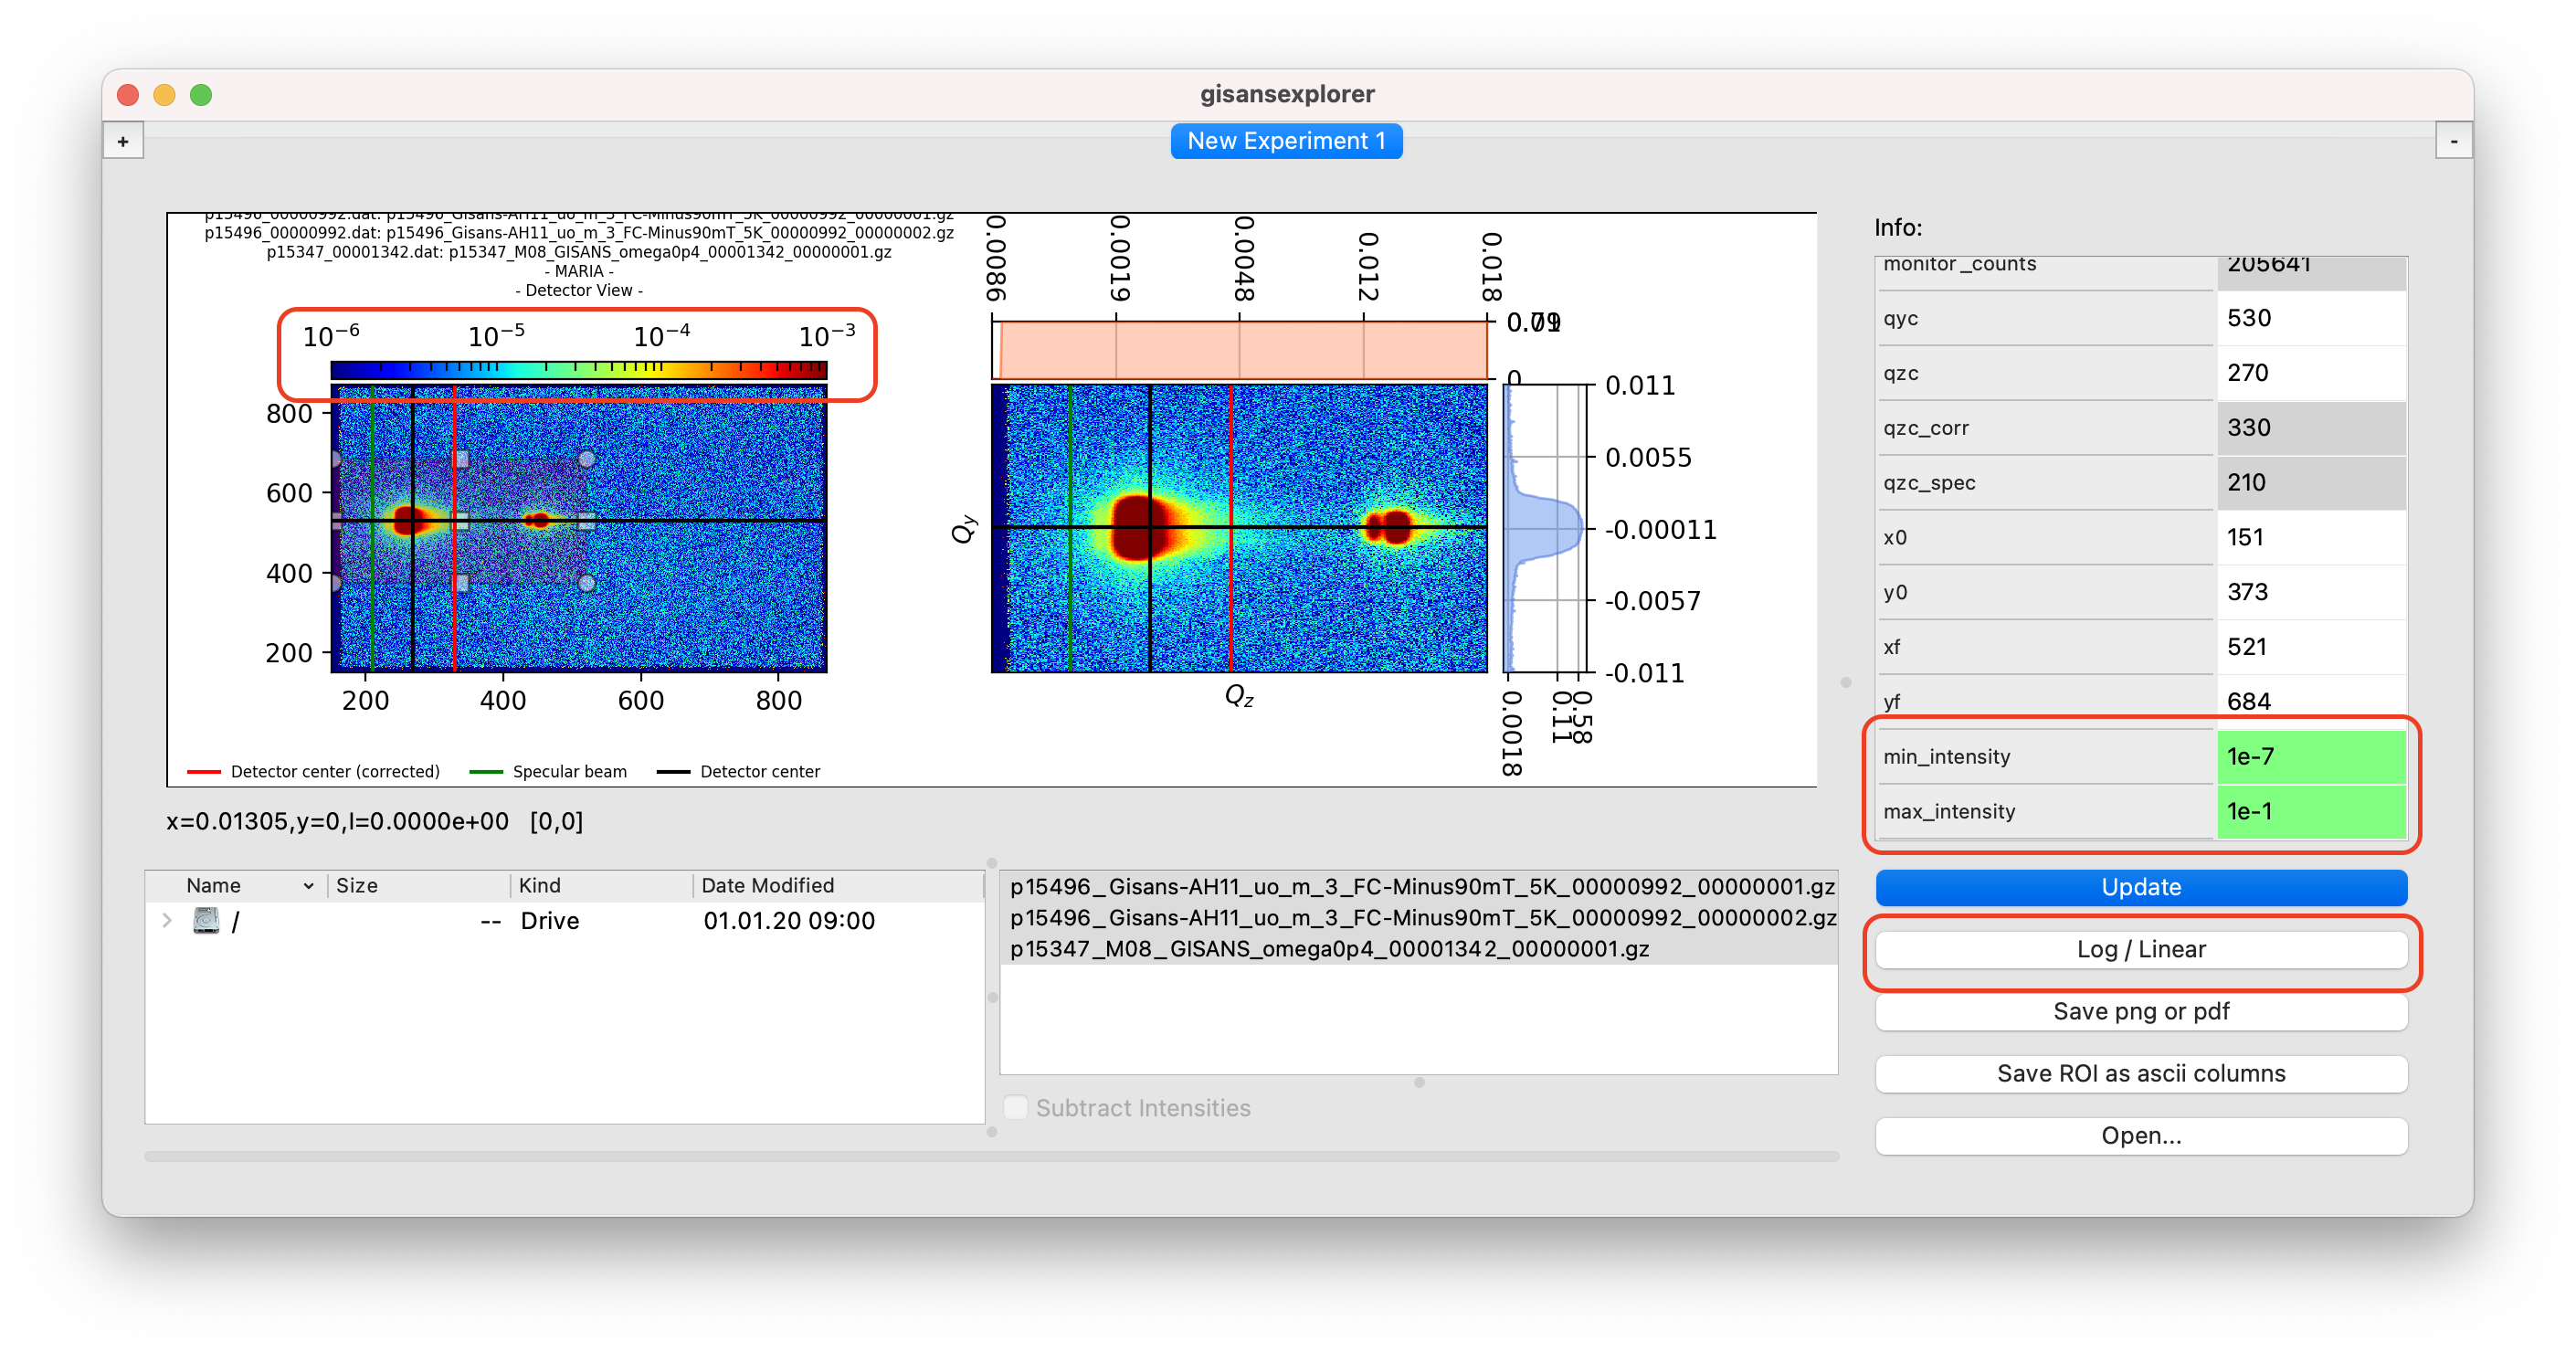 gisansexplorer
+
New Experiment 1
-
p15496_00000992.dat: p15496_Gisans-AH11_uo_m_3_FC-Minus90mT_5K_00000992_00000001.gz
p15496_00000992.dat: p15496_Gisans-AH11_uo_m_3_FC-Minus90mT_5K_00000992_00000002.gz
p15347_00001342.dat: p15347_M08_GISANS_omega0p4_00001342_00000001.gz
- MARIA -
- Detector View -
10⁻⁶ 10⁻⁵ 10⁻⁴ 10⁻³
800
600
400
200
200 400 600 800
Detector center (corrected) Specular beam Detector center
0.0086 0.0019 0.0048 0.012 0.018
0
Qy
Qz
0.011
0.0055
-0.00011
-0.0057
-0.011
0.0018 0.11 0.58
x=0.01305,y=0,I=0.0000e+00 [0,0]
Info:
monitor_counts 205641
qyc 530
qzc 270
qzc_corr 330
qzc_spec 210
x0 151
y0 373
xf 521
yf 684
min_intensity 1e-7
max_intensity 1e-1
Update
Log / Linear
Save png or pdf
Save ROI as ascii columns
Open...
Name Size Kind Date Modified
/ -- Drive 01.01.20 09:00
p15496_Gisans-AH11_uo_m_3_FC-Minus90mT_5K_00000992_00000001.gz
p15496_Gisans-AH11_uo_m_3_FC-Minus90mT_5K_00000992_00000002.gz
p15347_M08_GISANS_omega0p4_00001342_00000001.gz
Subtract Intensities